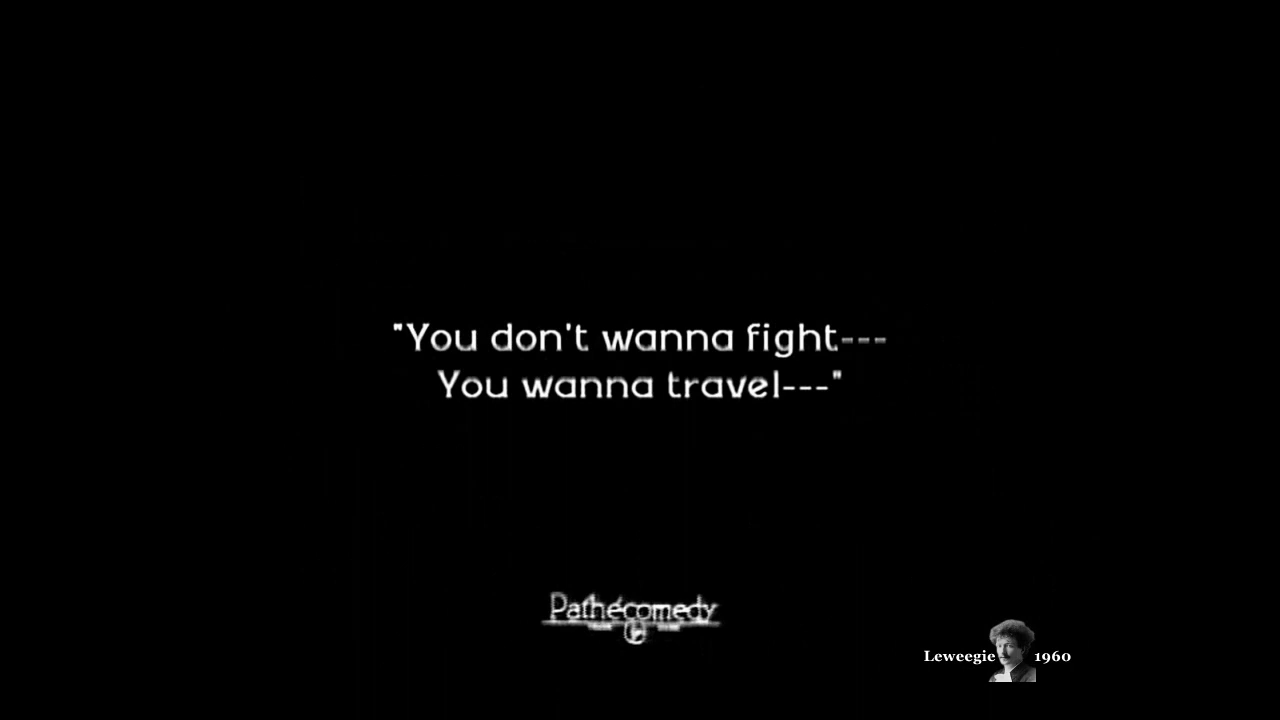 "You don't wanna fight---
You wanna travel---"
Pathécomedy
Leweegie 1960